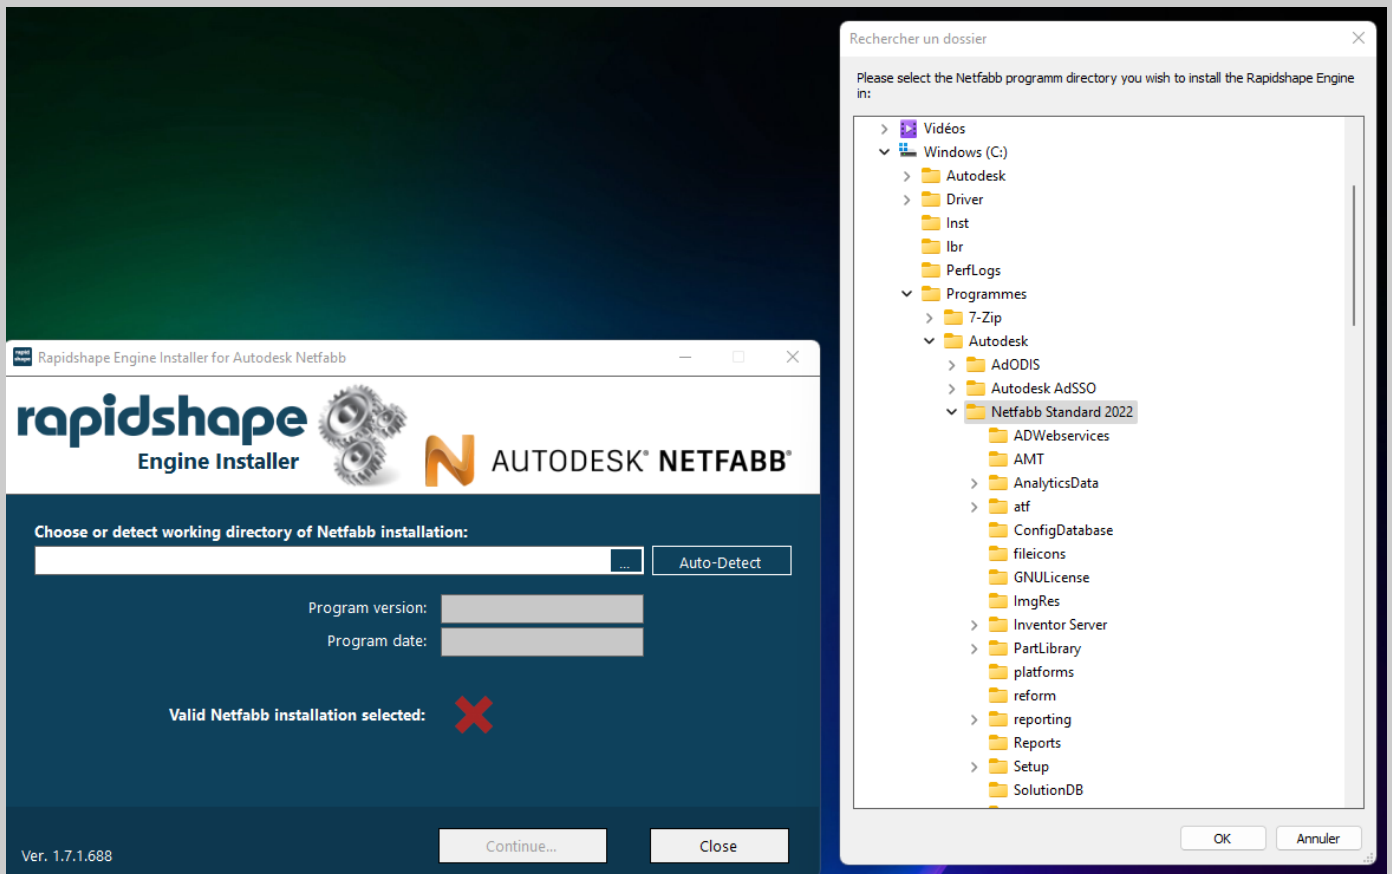 Rechercher un dossier
Please select the Netfabb programm directory you wish to install the Rapidshape Engine
in:
Vidéos
Windows (C:)
Autodesk
Driver
Inst
lbr
PerfLogs
Programmes
7-Zip
Autodesk
AdODIS
Autodesk AdSSO
Netfabb Standard 2022
ADWebservices
AMT
AnalyticsData
atf
ConfigDatabase
fileicons
GNULicense
ImgRes
Inventor Server
PartLibrary
platforms
reform
reporting
Reports
Setup
SolutionDB
OK
Annuler
rapid
shape
Rapidshape Engine Installer for Autodesk Netfabb
rapidshape
Engine Installer
AUTODESK® NETFABB®
Choose or detect working directory of Netfabb installation:
...
Auto-Detect
Program version:
Program date:
Valid Netfabb installation selected:
Ver. 1.7.1.688
Continue...
Close